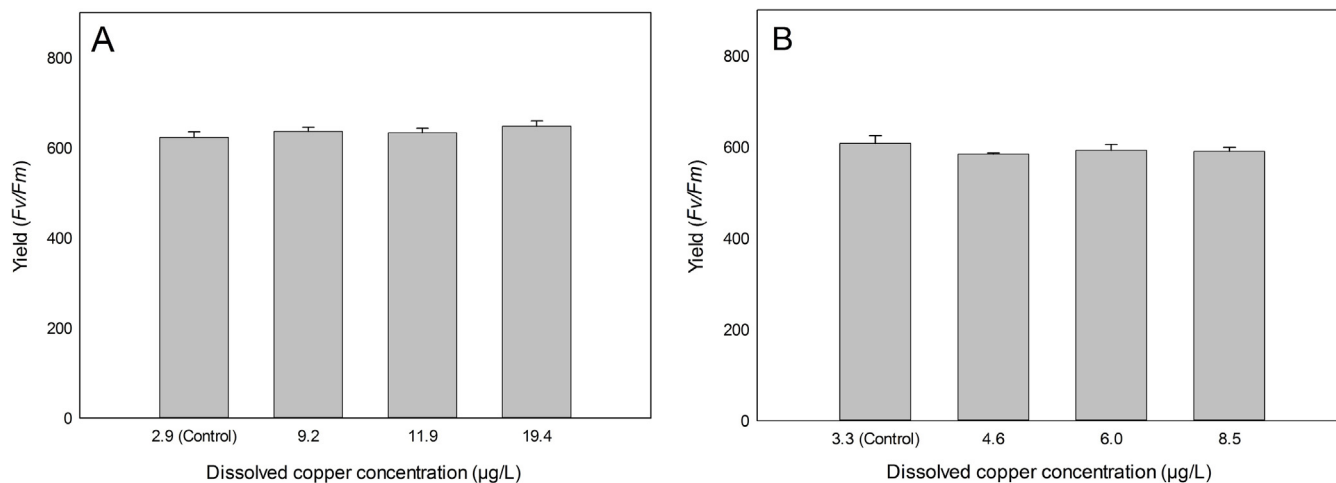 A
800
600
400
200
0
Yield (Fv/Fm)
2.9 (Control) 9.2 11.9 19.4
Dissolved copper concentration (µg/L)
B
800
600
400
200
0
Yield (Fv/Fm)
3.3 (Control) 4.6 6.0 8.5
Dissolved copper concentration (µg/L)